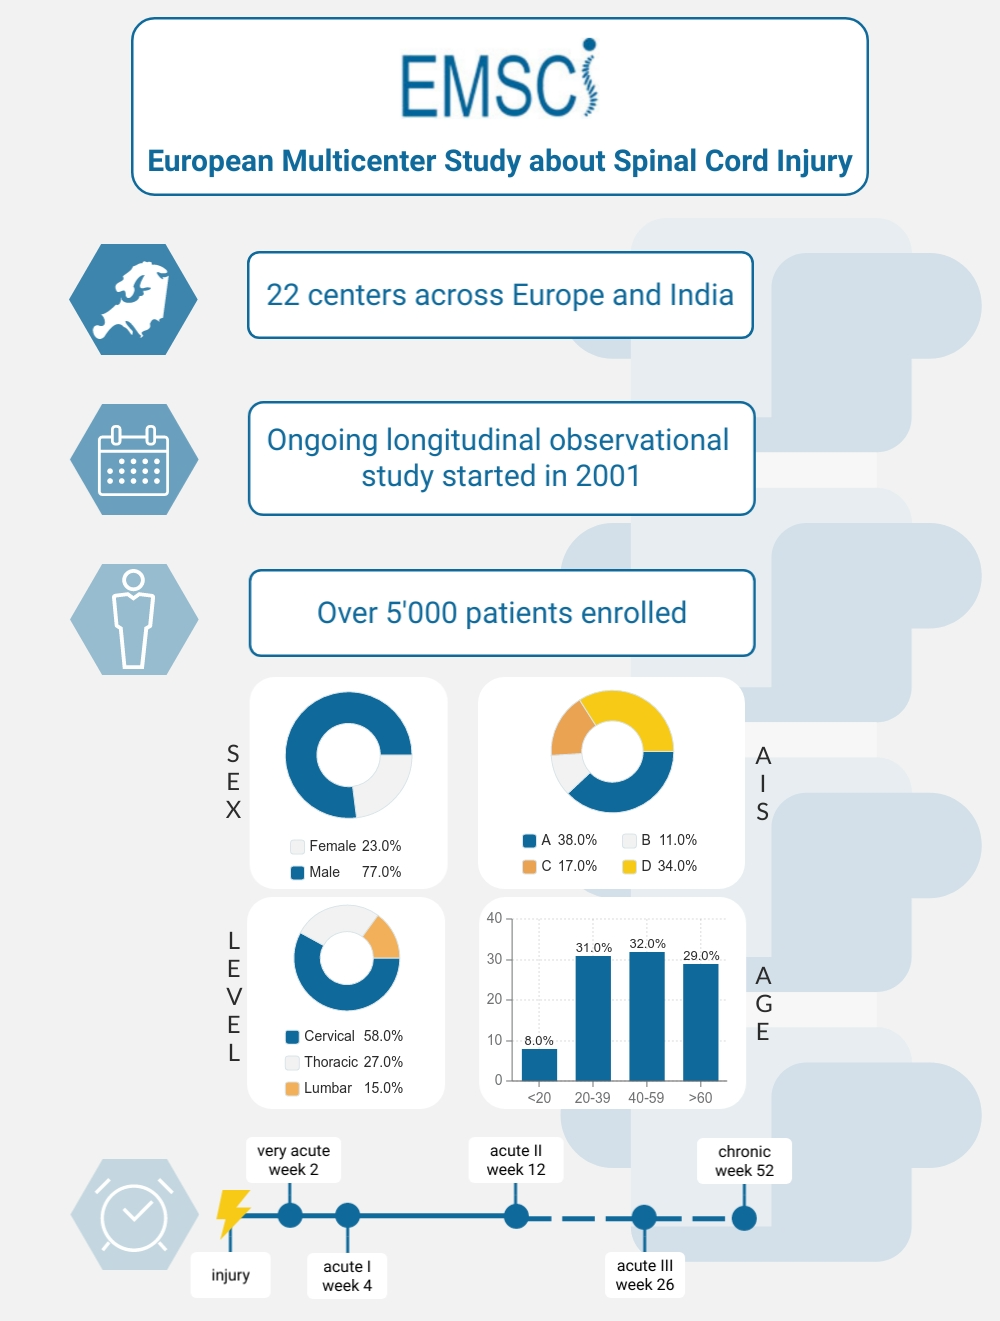 EMSCi
European Multicenter Study about Spinal Cord Injury
22 centers across Europe and India
Ongoing longitudinal observational
study started in 2001
Over 5'000 patients enrolled
SEX
Female 23.0%
Male 77.0%
AIS
A 38.0% B 11.0%
C 17.0% D 34.0%
LEVEL
Cervical 58.0%
Thoracic 27.0%
Lumbar 15.0%
AGE
40
30
20
10
0
8.0%
31.0%
32.0%
29.0%
<20 20-39 40-59 >60
very acute
week 2
acute II
week 12
chronic
week 52
injury
acute I
week 4
acute III
week 26